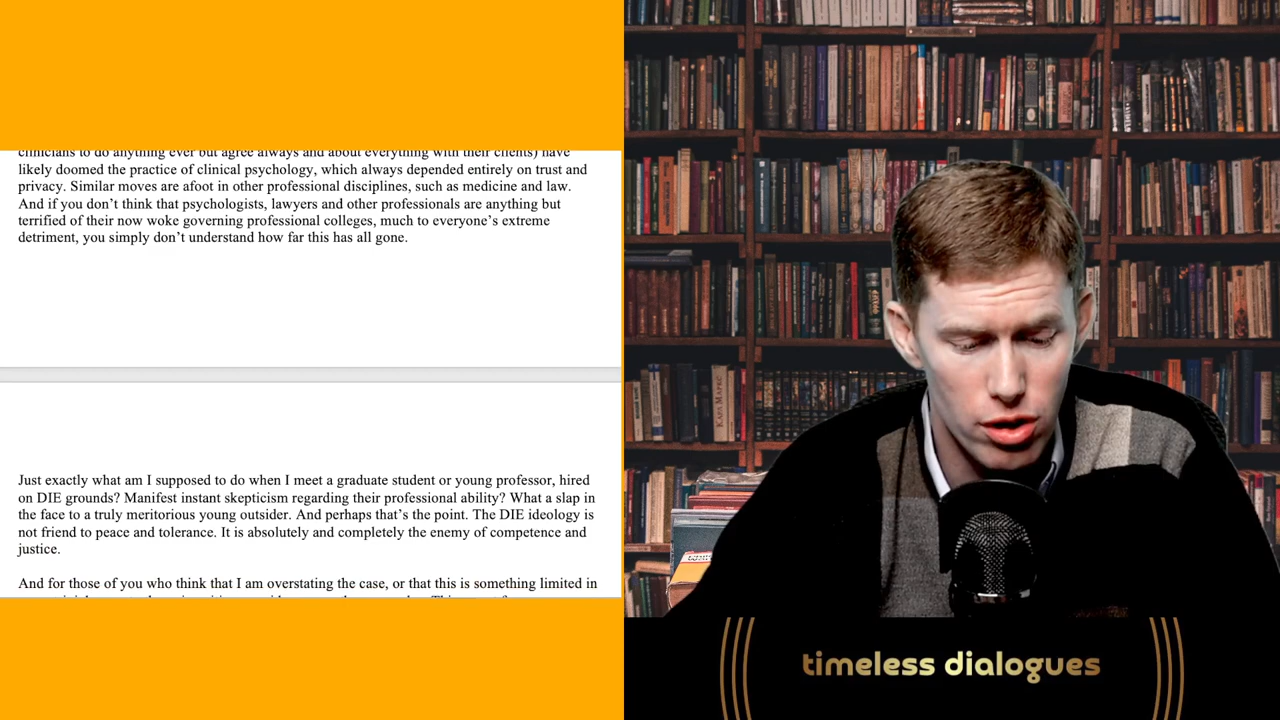 clinicians to do anything ever but agree always and about everything with their clients) have
likely doomed the practice of clinical psychology, which always depended entirely on trust and
privacy. Similar moves are afoot in other professional disciplines, such as medicine and law.
And if you don’t think that psychologists, lawyers and other professionals are anything but
terrified of their now woke governing professional colleges, much to everyone’s extreme
detriment, you simply don’t understand how far this has all gone.
Just exactly what am I supposed to do when I meet a graduate student or young professor, hired
on DIE grounds? Manifest instant skepticism regarding their professional ability? What a slap in
the face to a truly meritorious young outsider. And perhaps that’s the point. The DIE ideology is
not friend to peace and tolerance. It is absolutely and completely the enemy of competence and
justice.
And for those of you who think that I am overstating the case, or that this is something limited in
КАРЛ МАРКС
timeless dialogues